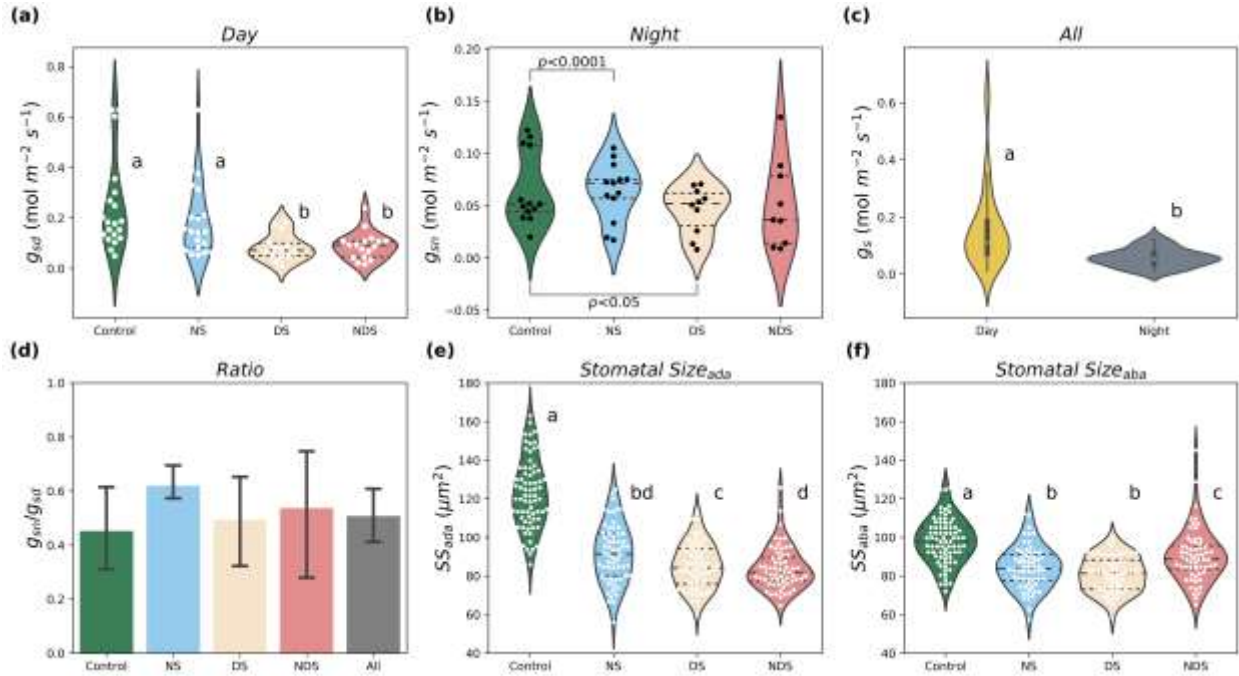 (a)
Day
g_sd (mol m⁻² s⁻¹)
0.8
0.6
0.4
0.2
0.0
a
a
b
b
Control NS DS NDS
(b)
Night
g_sn (mol m⁻² s⁻¹)
0.20
0.15
0.10
0.05
0.00
−0.05
p<0.0001
p<0.05
Control NS DS NDS
(c)
All
g_s (mol m⁻² s⁻¹)
0.6
0.4
0.2
0.0
a
b
Day Night
(d)
Ratio
g_sn/g_sd
1.0
0.8
0.6
0.4
0.2
0.0
Control NS DS NDS All
(e)
Stomatal Size_ada
SS_ada (μm²)
180
160
140
120
100
80
60
40
a
bd
c
d
Control NS DS NDS
(f)
Stomatal Size_aba
SS_aba (μm²)
180
160
140
120
100
80
60
40
a
b
b
c
Control NS DS NDS